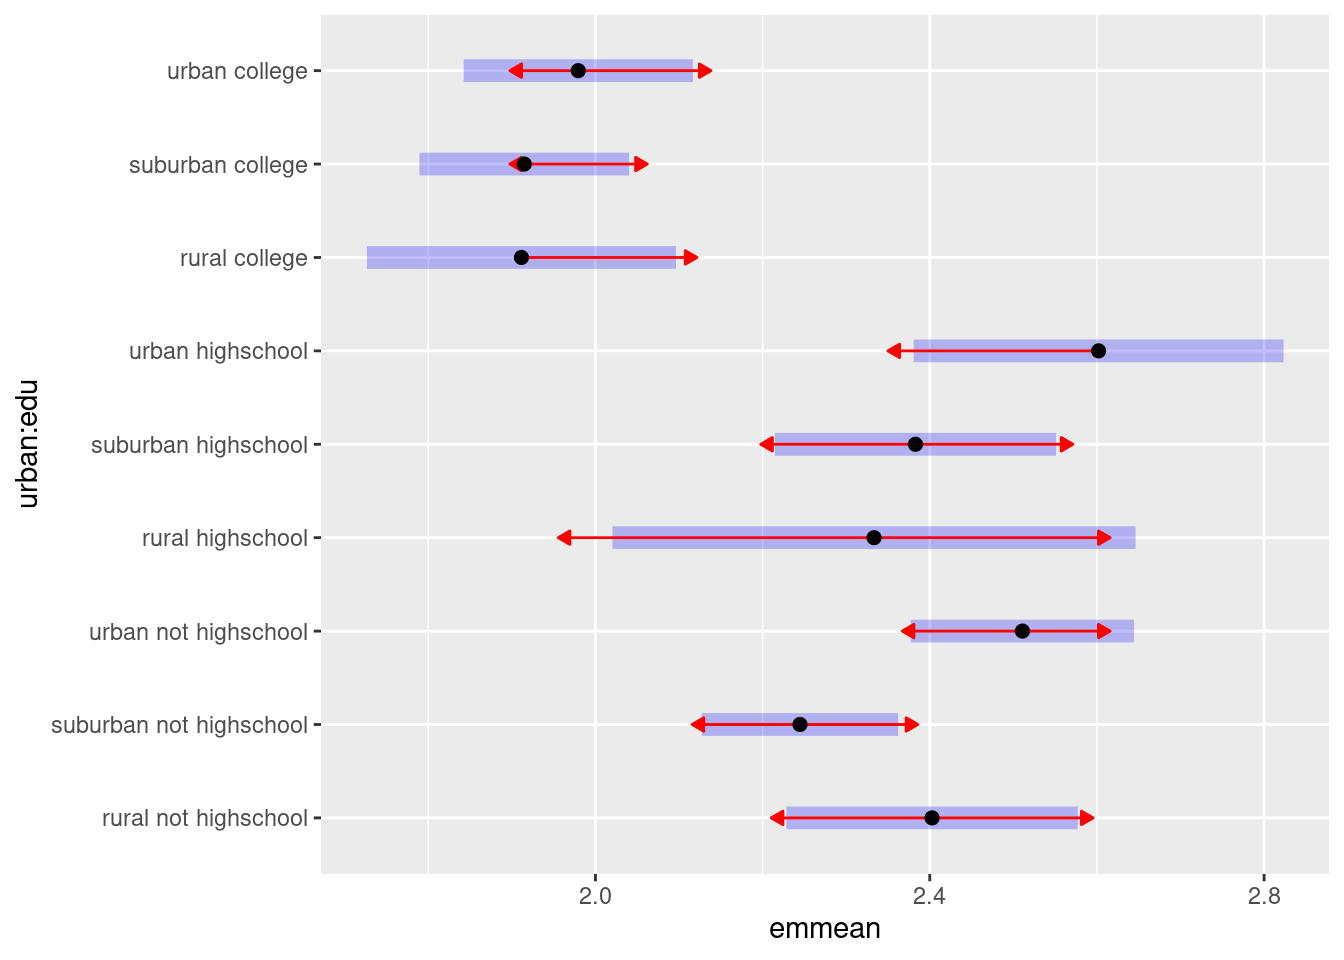 urban college
suburban college
rural college
urban highschool
suburban highschool
rural highschool
urban not highschool
suburban not highschool
rural not highschool
urban:edu
2.0 2.4 2.8
emmean